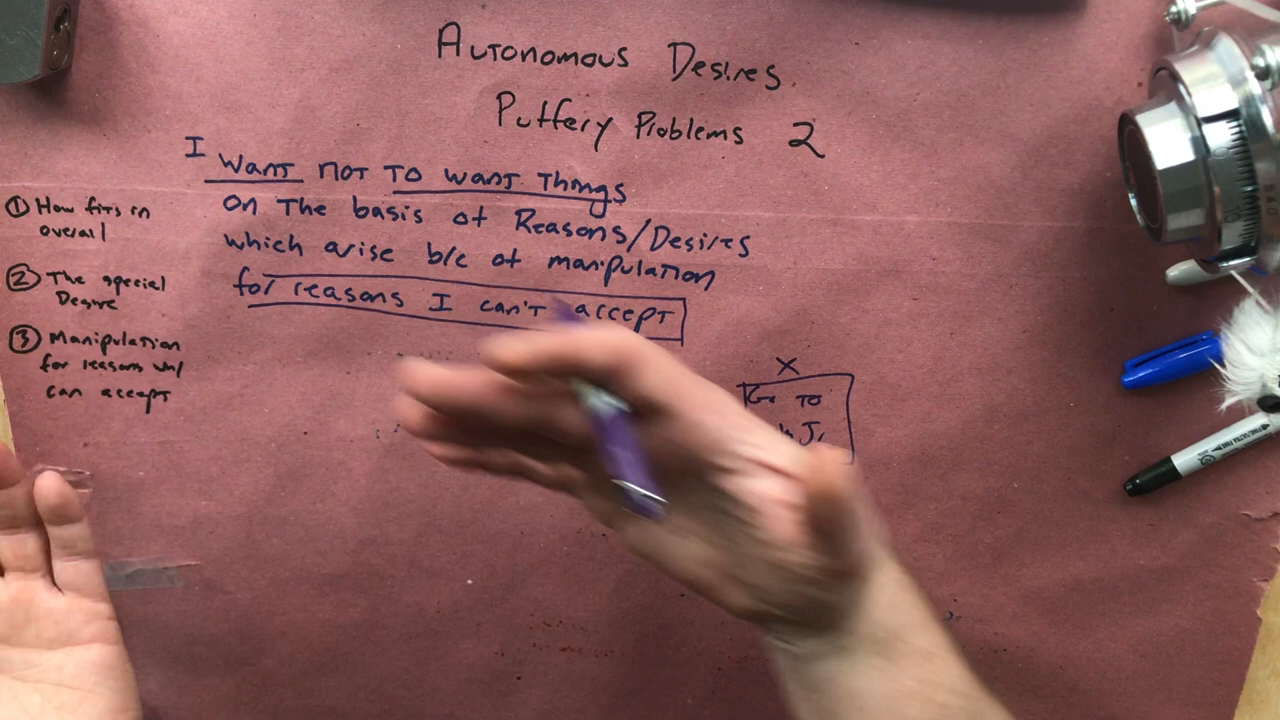 Autonomous Desires
Puffery Problems 2
I want not to want things
on the basis of Reasons/Desires
which arise b/c of manipulation
for reasons I can't accept
① How fits in
overall
② The special
Desire
③ Manipulation
for reasons wh/
can accept
X
Go to